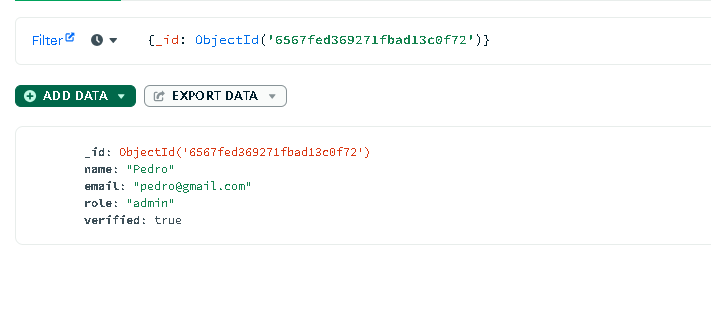 Filter {_id: ObjectId('6567fed369271fbad13c0f72')}
ADD DATA EXPORT DATA
_id: ObjectId('6567fed369271fbad13c0f72')
name: "Pedro"
email: "pedro@gmail.com"
role: "admin"
verified: true